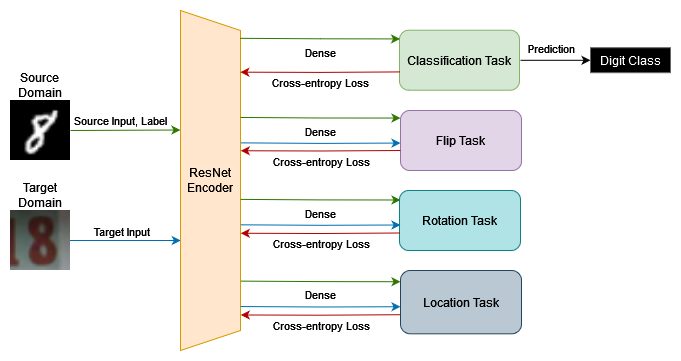 Source
Domain
8
Source Input, Label
Target
Domain
18
Target Input
ResNet
Encoder
Dense
Cross-entropy Loss
Classification Task
Prediction
Digit Class
Dense
Cross-entropy Loss
Flip Task
Dense
Cross-entropy Loss
Rotation Task
Dense
Cross-entropy Loss
Location Task